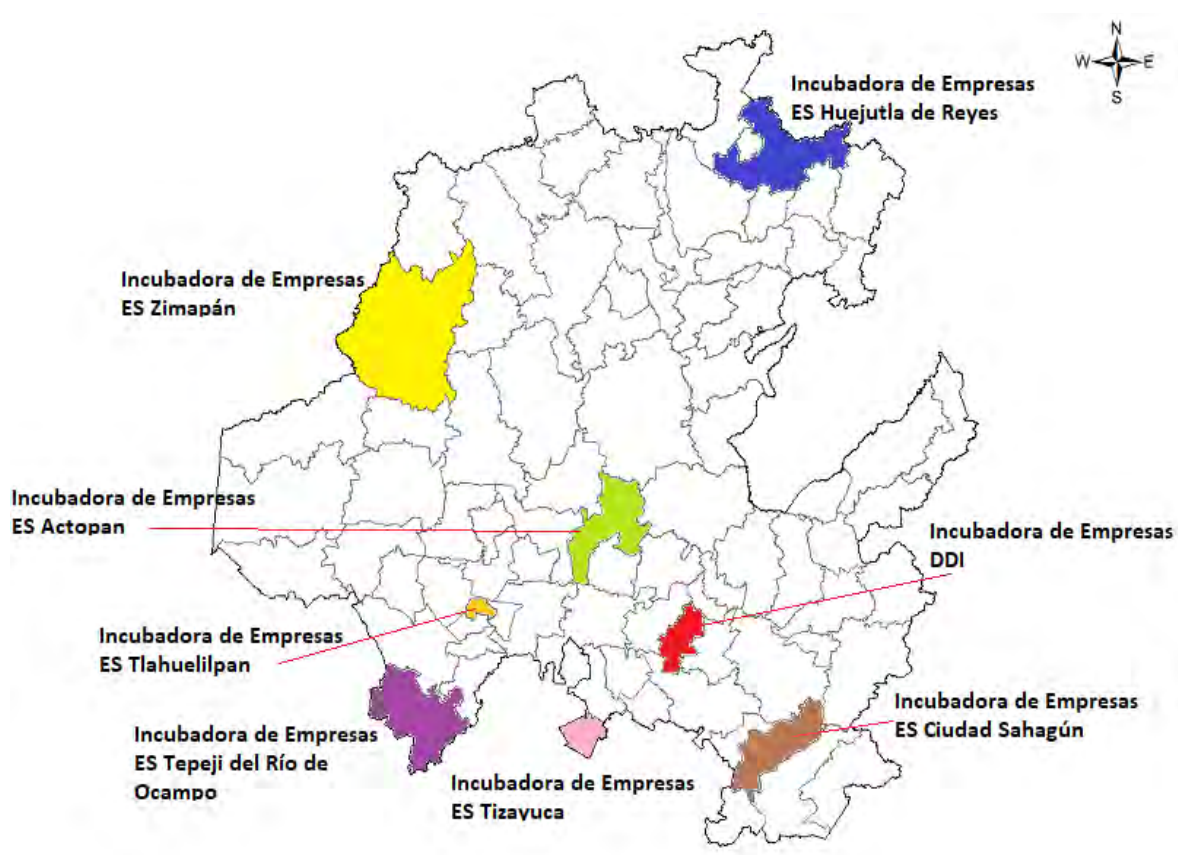 N
W E
S
Incubadora de Empresas
ES Huejutla de Reyes
Incubadora de Empresas
ES Zimapán
Incubadora de Empresas
ES Actopan
Incubadora de Empresas
DDI
Incubadora de Empresas
ES Tlahuelilpan
Incubadora de Empresas
ES Ciudad Sahagún
Incubadora de Empresas
ES Tepeji del Río de
Ocampo
Incubadora de Empresas
ES Tizayuca